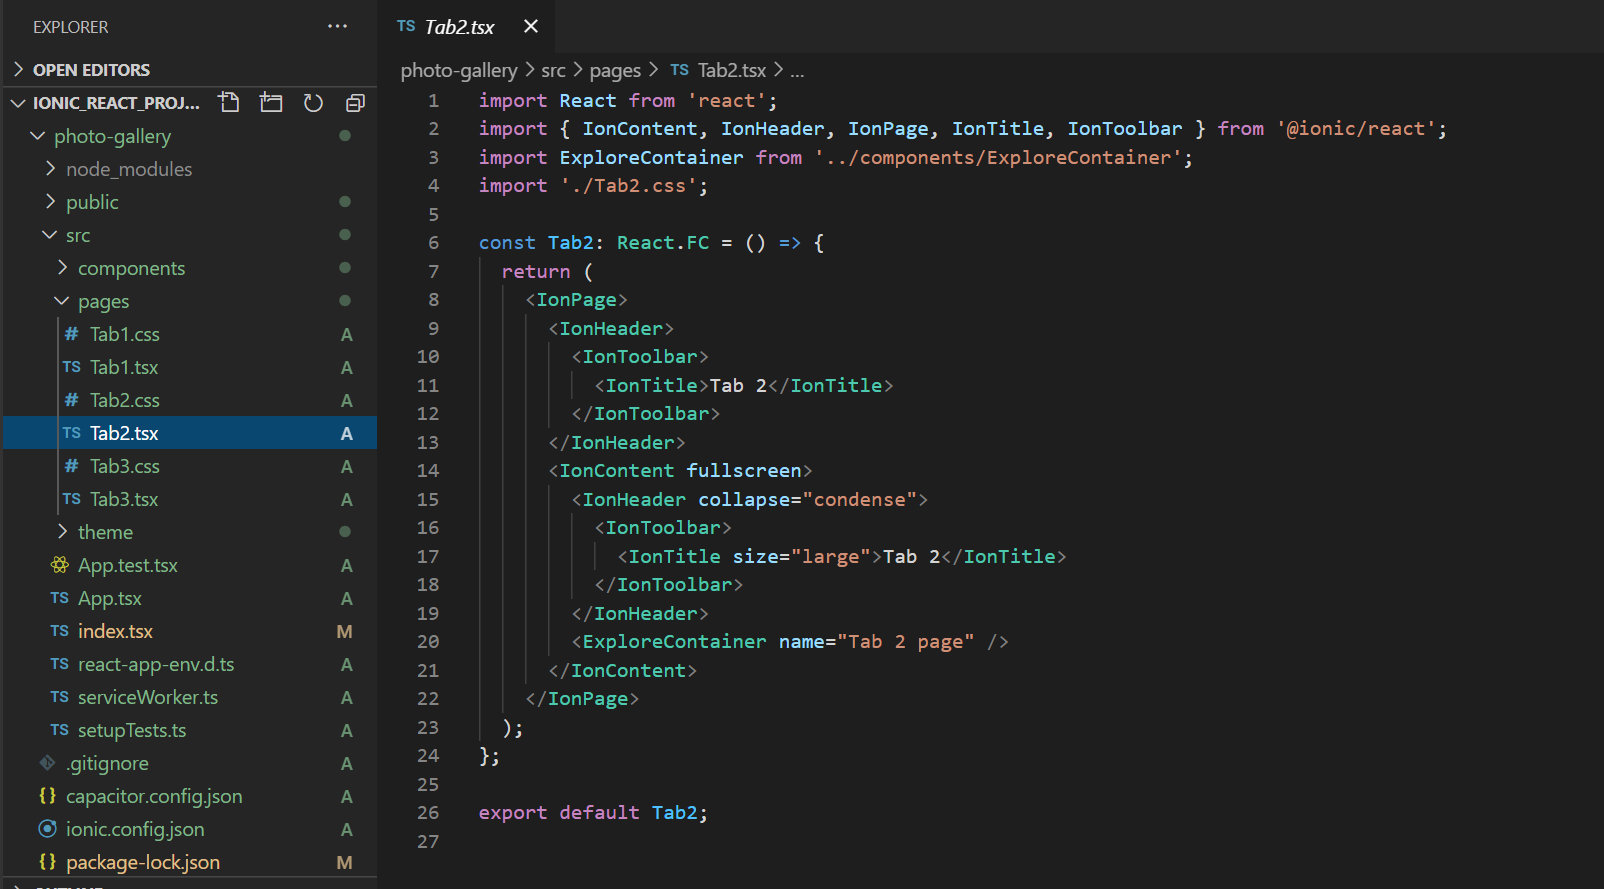 EXPLORER ...
OPEN EDITORS
IONIC_REACT_PROJ...
photo-gallery
node_modules
public
src
components
pages
# Tab1.css A
TS Tab1.tsx A
# Tab2.css A
TS Tab2.tsx A
# Tab3.css A
TS Tab3.tsx A
theme
App.test.tsx A
TS App.tsx A
TS index.tsx M
TS react-app-env.d.ts A
TS serviceWorker.ts A
TS setupTests.ts A
.gitignore A
{} capacitor.config.json A
ionic.config.json A
{} package-lock.json M
TS Tab2.tsx ×
photo-gallery > src > pages > TS Tab2.tsx > ...
1 import React from 'react';
2 import { IonContent, IonHeader, IonPage, IonTitle, IonToolbar } from '@ionic/react';
3 import ExploreContainer from '../components/ExploreContainer';
4 import './Tab2.css';
5
6 const Tab2: React.FC = () => {
7   return (
8     <IonPage>
9       <IonHeader>
10         <IonToolbar>
11           <IonTitle>Tab 2</IonTitle>
12         </IonToolbar>
13       </IonHeader>
14       <IonContent fullscreen>
15         <IonHeader collapse="condense">
16           <IonToolbar>
17             <IonTitle size="large">Tab 2</IonTitle>
18           </IonToolbar>
19         </IonHeader>
20         <ExploreContainer name="Tab 2 page" />
21       </IonContent>
22     </IonPage>
23   );
24 };
25
26 export default Tab2;
27